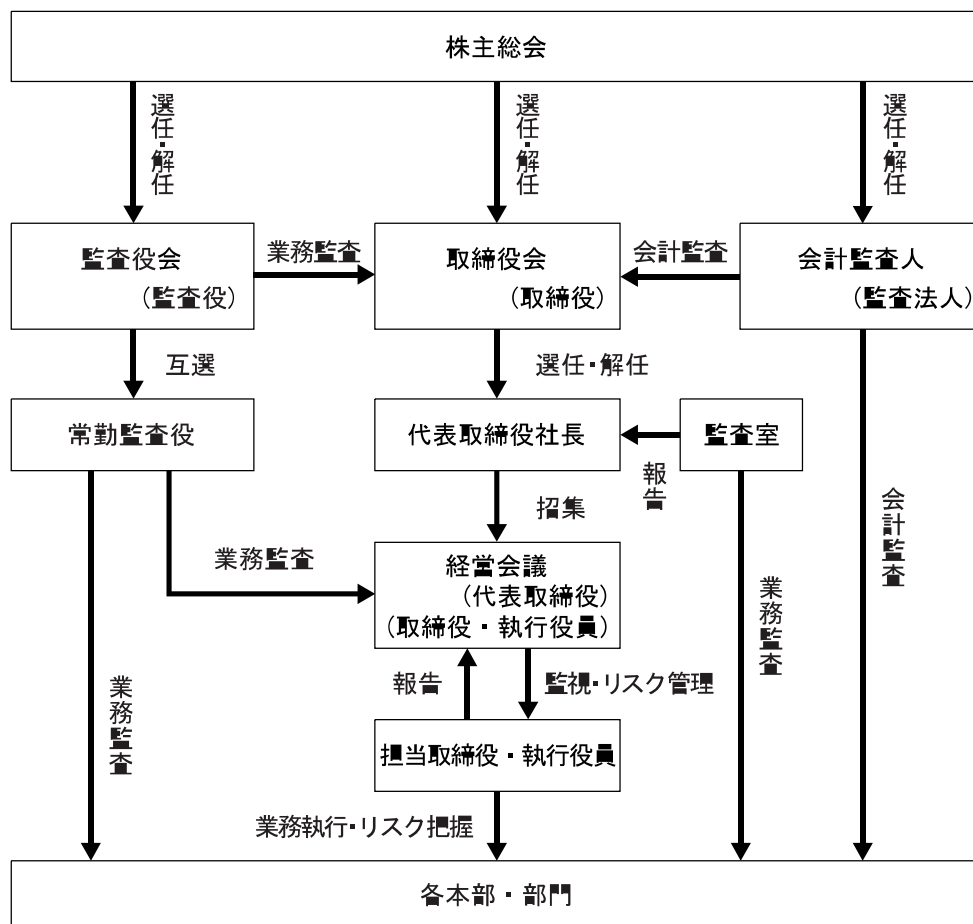 株主総会
選任・解任
選任・解任
選任・解任
監査役会
(監査役)
業務監査
取締役会
(取締役)
会計監査
会計監査人
(監査法人)
互選
選任・解任
常勤監査役
代表取締役社長
監査室
報告
招集
会計監査
業務監査
経営会議
(代表取締役)
(取締役・執行役員)
業務監査
報告
監視・リスク管理
業務監査
担当取締役・執行役員
業務執行・リスク把握
各本部・部門